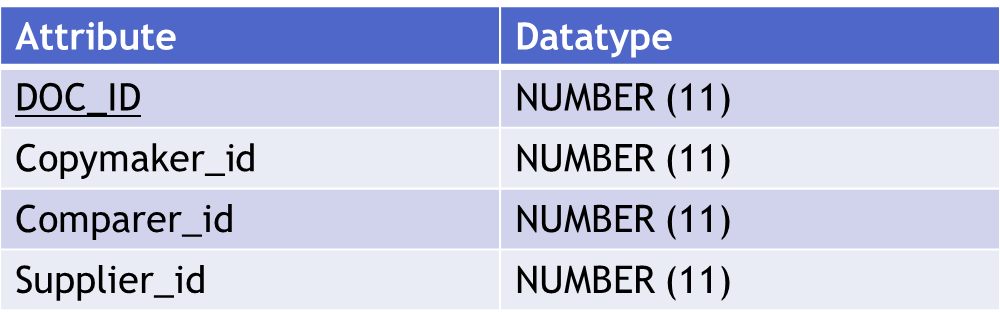 Attribute Datatype
DOC_ID NUMBER (11)
Copymaker_id NUMBER (11)
Comparer_id NUMBER (11)
Supplier_id NUMBER (11)